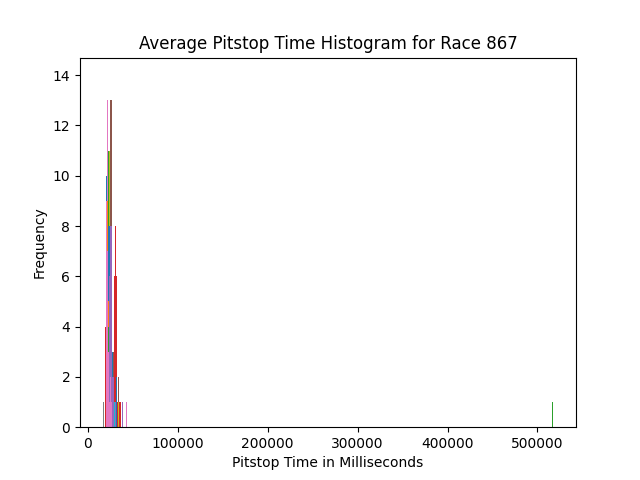 Average Pitstop Time Histogram for Race 867
14
12
10
8
6
4
2
0
Frequency
0 100000 200000 300000 400000 500000
Pitstop Time in Milliseconds